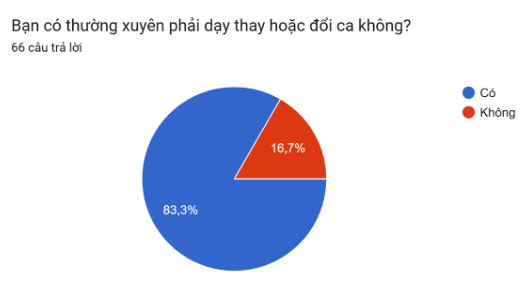 Bạn có thường xuyên phải dạy thay hoặc đổi ca không?
66 câu trả lời
Có
Không
16,7%
83,3%